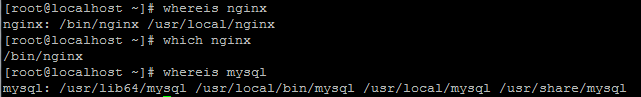 [root@localhost ~]# whereis nginx
nginx: /bin/nginx /usr/local/nginx
[root@localhost ~]# which nginx
/bin/nginx
[root@localhost ~]# whereis mysql
mysql: /usr/lib64/mysql /usr/local/bin/mysql /usr/local/mysql /usr/share/mysql